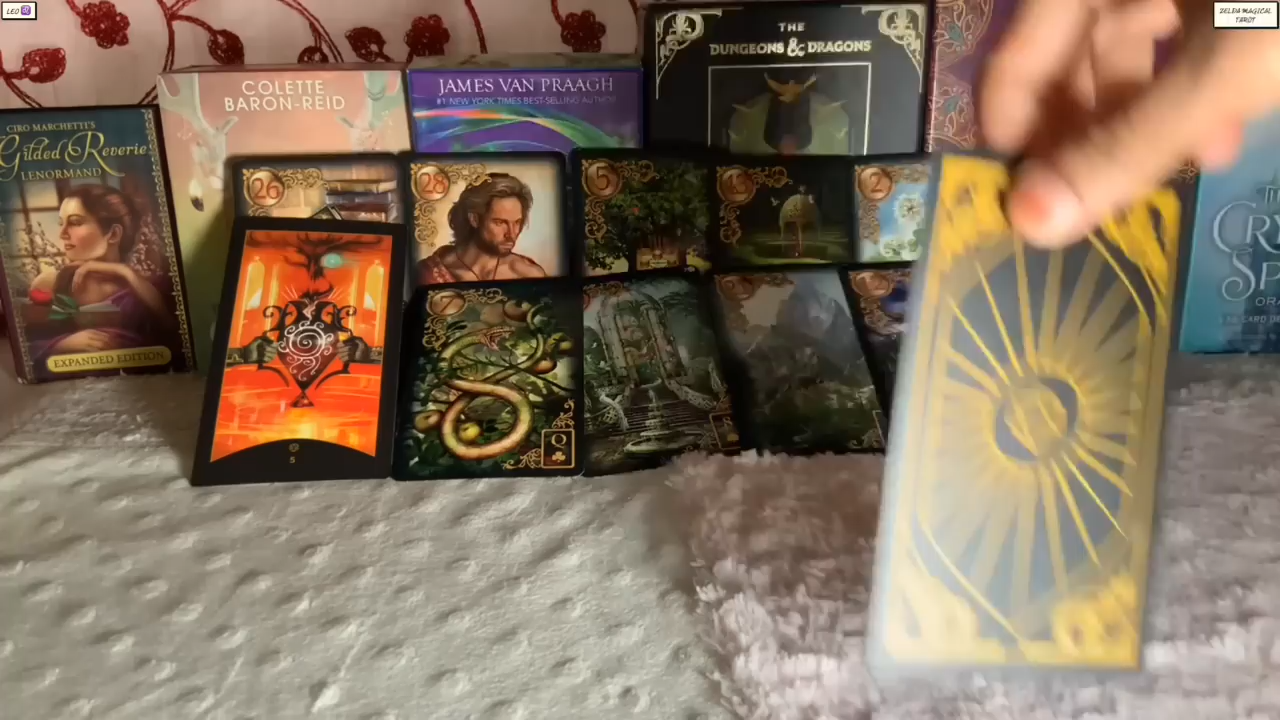 LEO ♌
ZELDA MAGICAL
TAROT
THE
DUNGEONS & DRAGONS
COLETTE
BARON-REID
JAMES VAN PRAAGH
#1 NEW YORK TIMES BEST-SELLING AUTHOR
CIRO MARCHETTI'S
Gilded Reverie
LENORMAND
EXPANDED EDITION
26
28
5
2
7
Q
5